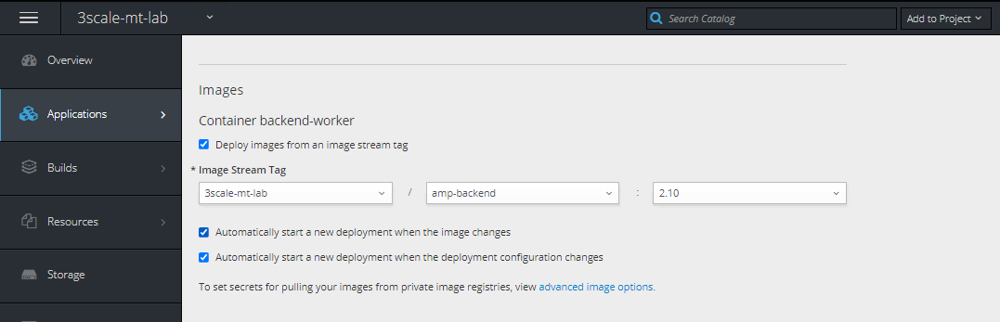 3scale-mt-lab
Search Catalog
Add to Project
Overview
Applications
Builds
Resources
Storage
Images
Container backend-worker
Deploy images from an image stream tag
* Image Stream Tag
3scale-mt-lab / amp-backend : 2.10
Automatically start a new deployment when the image changes
Automatically start a new deployment when the deployment configuration changes
To set secrets for pulling your images from private image registries, view advanced image options.